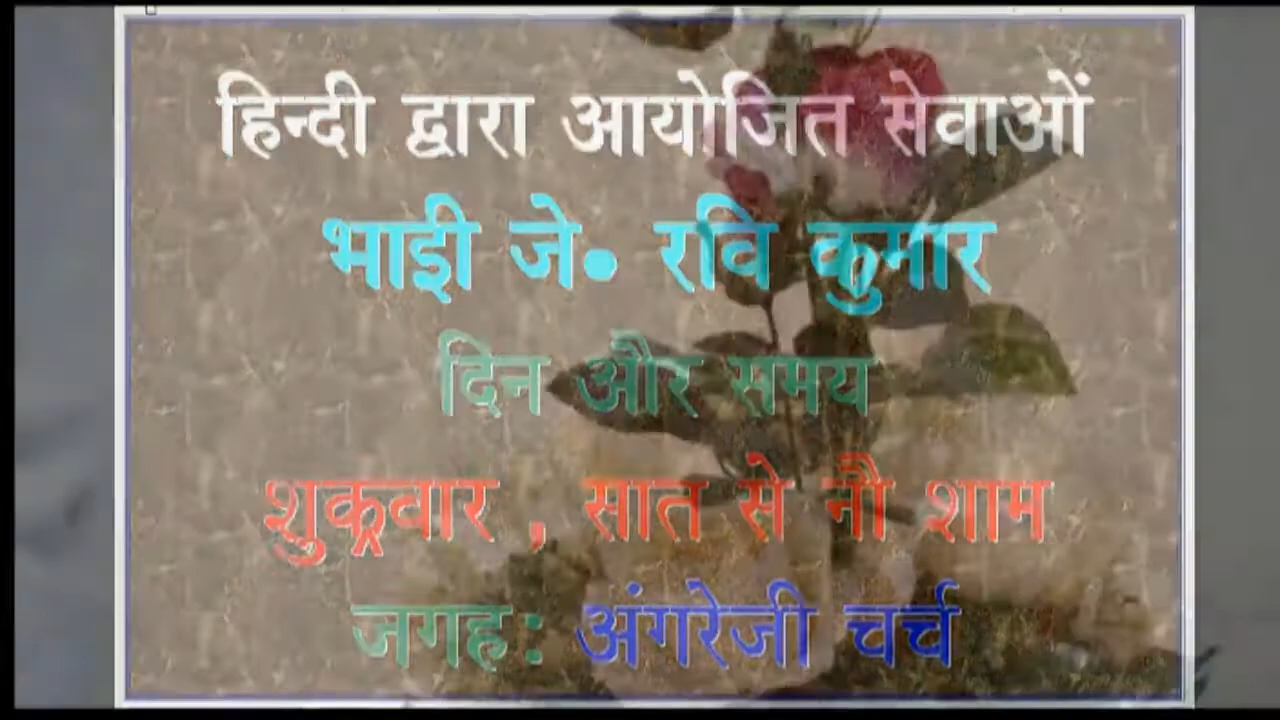 हिन्दी द्वारा आयोजित सेवाओं
भाइी जे• रवि कुमार
दिन और समय
शुक्रवार , सात से नौ शाम
जगह: अंगरेजी चर्च